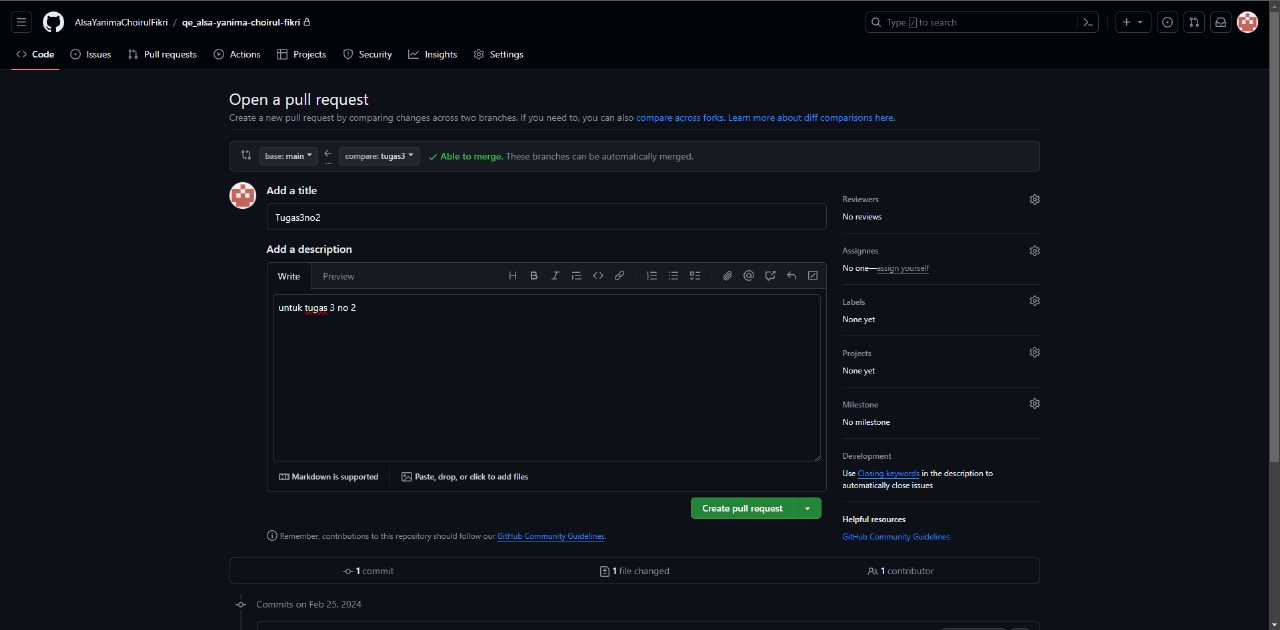 AlsaYanimaChoirulFikri / qe_alsa-yanima-choirul-fikri
Type / to search
Code Issues Pull requests Actions Projects Security Insights Settings
Open a pull request
Create a new pull request by comparing changes across two branches. If you need to, you can also compare across forks. Learn more about diff comparisons here.
base: main ... compare: tugas3 Able to merge. These branches can be automatically merged.
Add a title
Tugas3no2
Add a description
Write Preview
untuk tugas 3 no 2
Markdown is supported Paste, drop, or click to add files
Create pull request
Remember, contributions to this repository should follow our GitHub Community Guidelines.
Reviewers
No reviews
Assignees
No one—assign yourself
Labels
None yet
Projects
None yet
Milestone
No milestone
Development
Use Closing keywords in the description to
automatically close issues
Helpful resources
GitHub Community Guidelines
1 commit 1 file changed 1 contributor
Commits on Feb 25, 2024